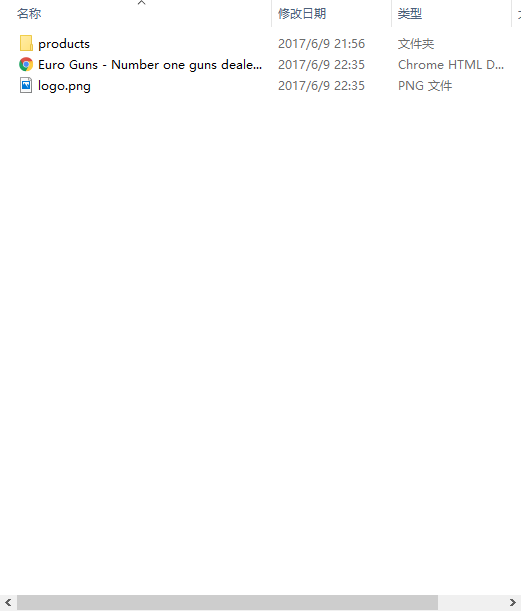 名称 修改日期 类型
products 2017/6/9 21:56 文件夹
Euro Guns - Number one guns deale... 2017/6/9 22:35 Chrome HTML D...
logo.png 2017/6/9 22:35 PNG 文件